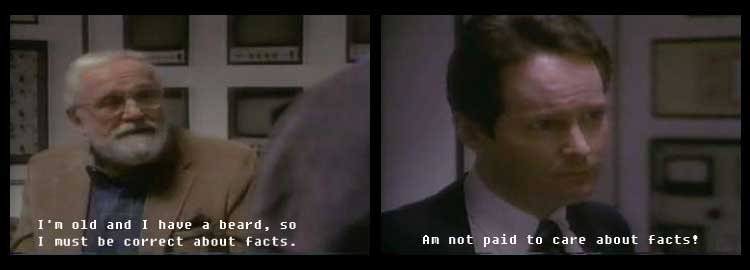 I'm old and I have a beard, so
I must be correct about facts.
Am not paid to care about facts!